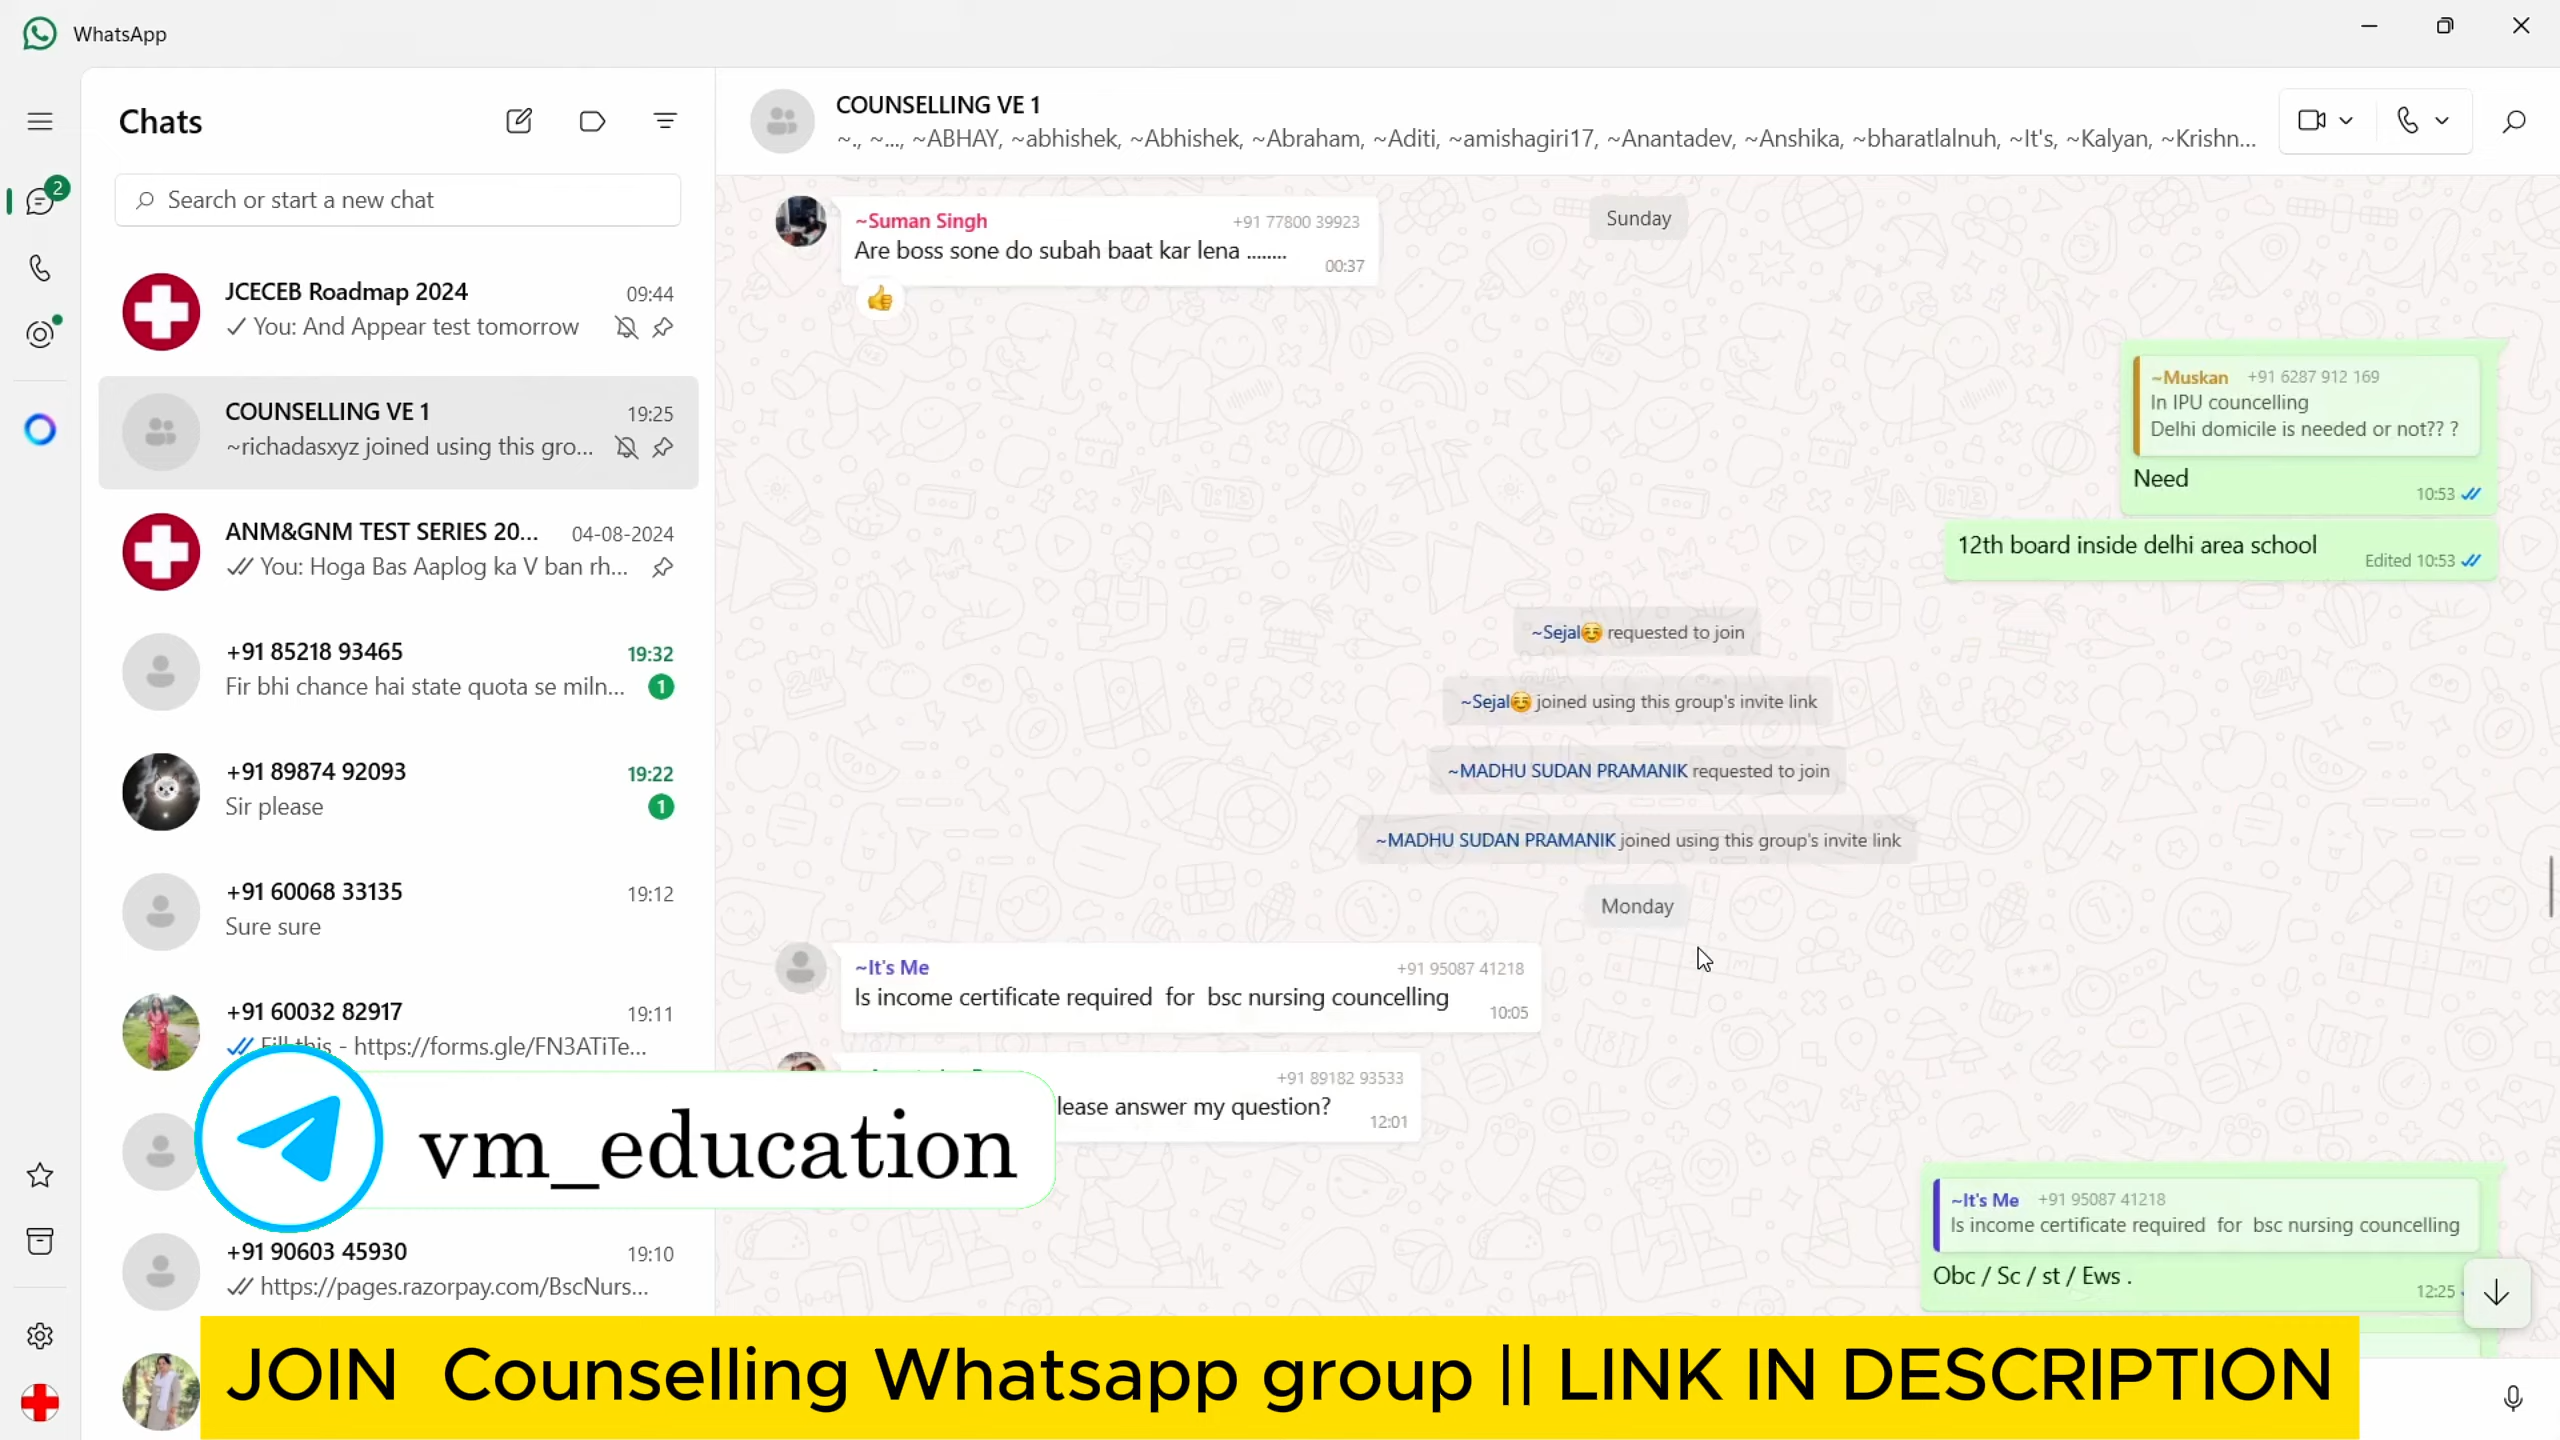 WhatsApp
Chats
2
Search or start a new chat
JCECEB Roadmap 2024
09:44
You: And Appear test tomorrow
COUNSELLING VE 1
19:25
~richadasxyz joined using this gro...
ANM&GNM TEST SERIES 20...
04-08-2024
You: Hoga Bas Aaplog ka V ban rh...
+91 85218 93465
19:32
Fir bhi chance hai state quota se miln...
1
+91 89874 92093
19:22
Sir please
1
+91 60068 33135
19:12
Sure sure
+91 60032 82917
19:11
Fill this - https://forms.gle/FN3ATiTe...
+91 90603 45930
19:10
https://pages.razorpay.com/BscNurs...
COUNSELLING VE 1
~., ~..., ~ABHAY, ~abhishek, ~Abhishek, ~Abraham, ~Aditi, ~amishagiri17, ~Anantadev, ~Anshika, ~bharatlalnuh, ~It's, ~Kalyan, ~Krishn...
Sunday
~Suman Singh
+91 77800 39923
Are boss sone do subah baat kar lena ........
00:37
~Muskan +91 6287 912 169
In IPU councelling
Delhi domicile is needed or not?? ?
Need
10:53
12th board inside delhi area school
Edited 10:53
~Sejal☺️ requested to join
~Sejal☺️ joined using this group's invite link
~MADHU SUDAN PRAMANIK requested to join
~MADHU SUDAN PRAMANIK joined using this group's invite link
Monday
~It's Me
+91 95087 41218
Is income certificate required for bsc nursing councelling
10:05
+91 89182 93533
lease answer my question?
12:01
~It's Me +91 95087 41218
Is income certificate required for bsc nursing councelling
Obc / Sc / st / Ews .
12:25
vm_education
JOIN Counselling Whatsapp group || LINK IN DESCRIPTION